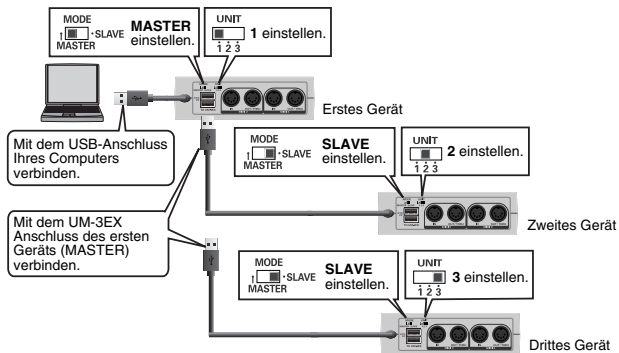 MODE
SLAVE
MASTER
MASTER
einstellen.
UNIT
1 2 3
1 einstellen.
Erstes Gerät
Mit dem USB-Anschluss
Ihres Computers
verbinden.
MODE
SLAVE
MASTER
SLAVE
einstellen.
UNIT
1 2 3
2 einstellen.
Zweites Gerät
Mit dem UM-3EX
Anschluss des ersten
Geräts (MASTER)
verbinden.
MODE
SLAVE
MASTER
SLAVE
einstellen.
UNIT
1 2 3
3 einstellen.
Drittes Gerät